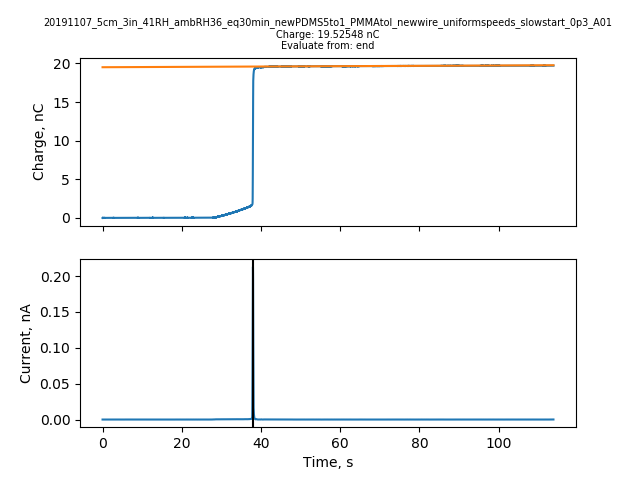 20191107_5cm_3in_41RH_ambRH36_eq30min_newPDMS5to1_PMMAtol_newwire_uniformspeeds_slowstart_0p3_A01
Charge: 19.52548 nC
Evaluate from: end
20
15
10
5
0
Charge, nC
0.20
0.15
0.10
0.05
0.00
Current, nA
0 20 40 60 80 100
Time, s